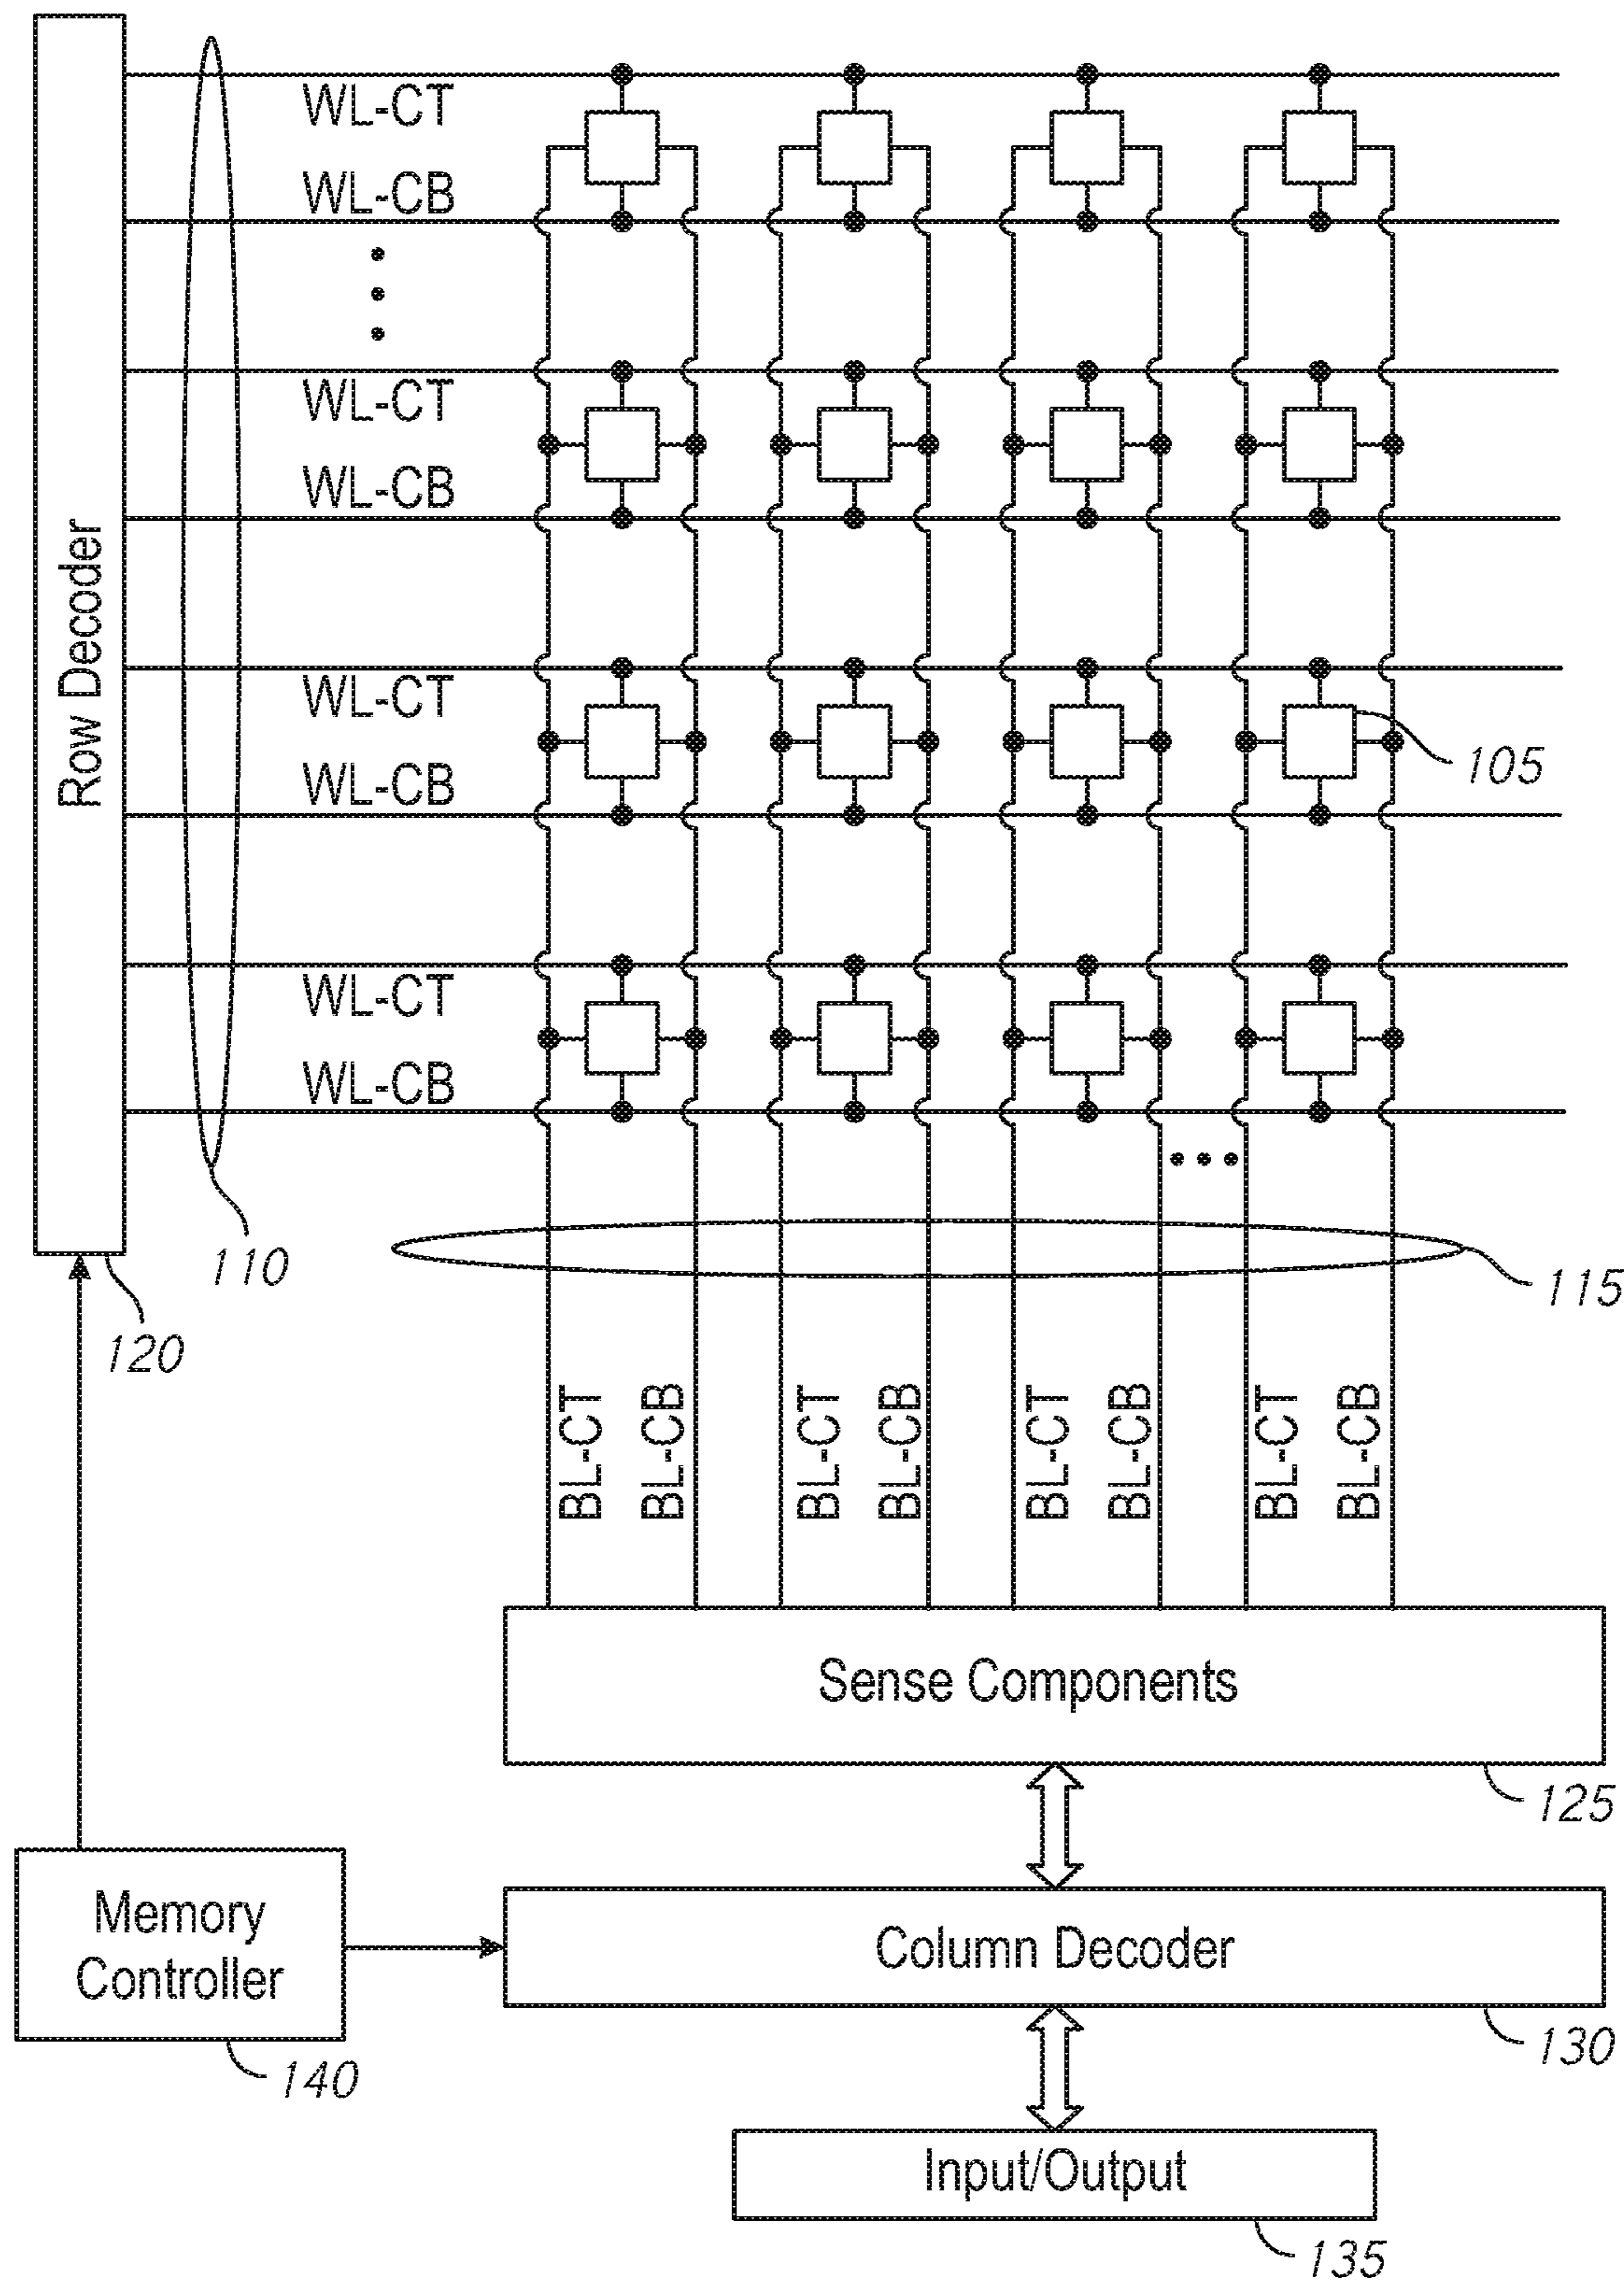 WL-CT
WL-CB
WL-CT
WL-CB
Row Decoder
WL-CT
105
WL-CB
WL-CT
WL-CB
110
115
120
BL-CT BL-CB BL-CT BL-CB BL-CT BL-CB BL-CT BL-CB
Sense Components
125
Memory
Controller
Column Decoder
130
140
Input/Output
135